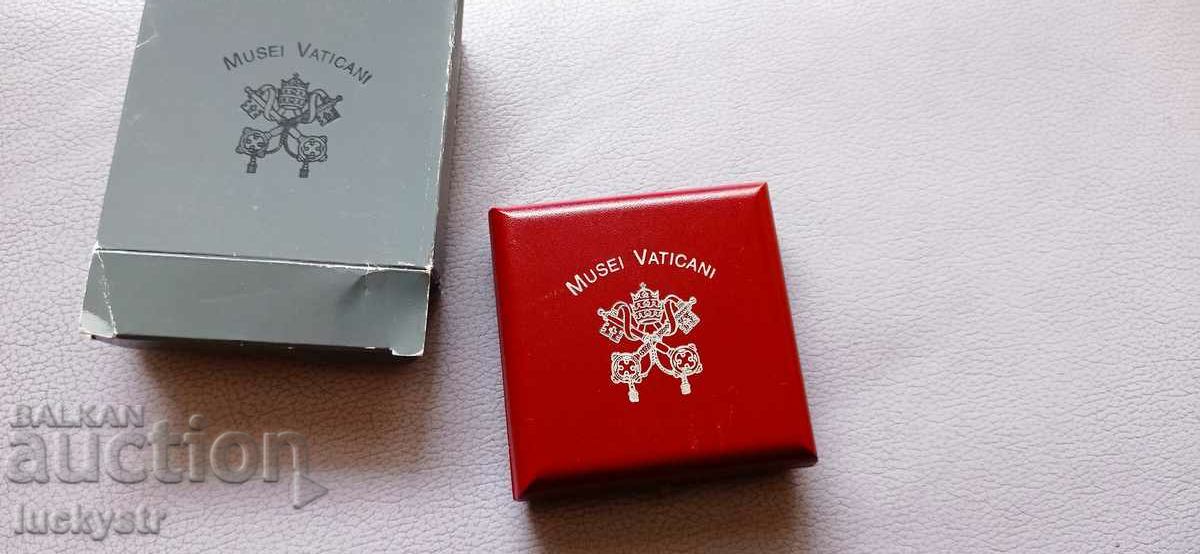 MUSEI VATICANI
MUSEI VATICANI
BALKAN
auction
luckystr